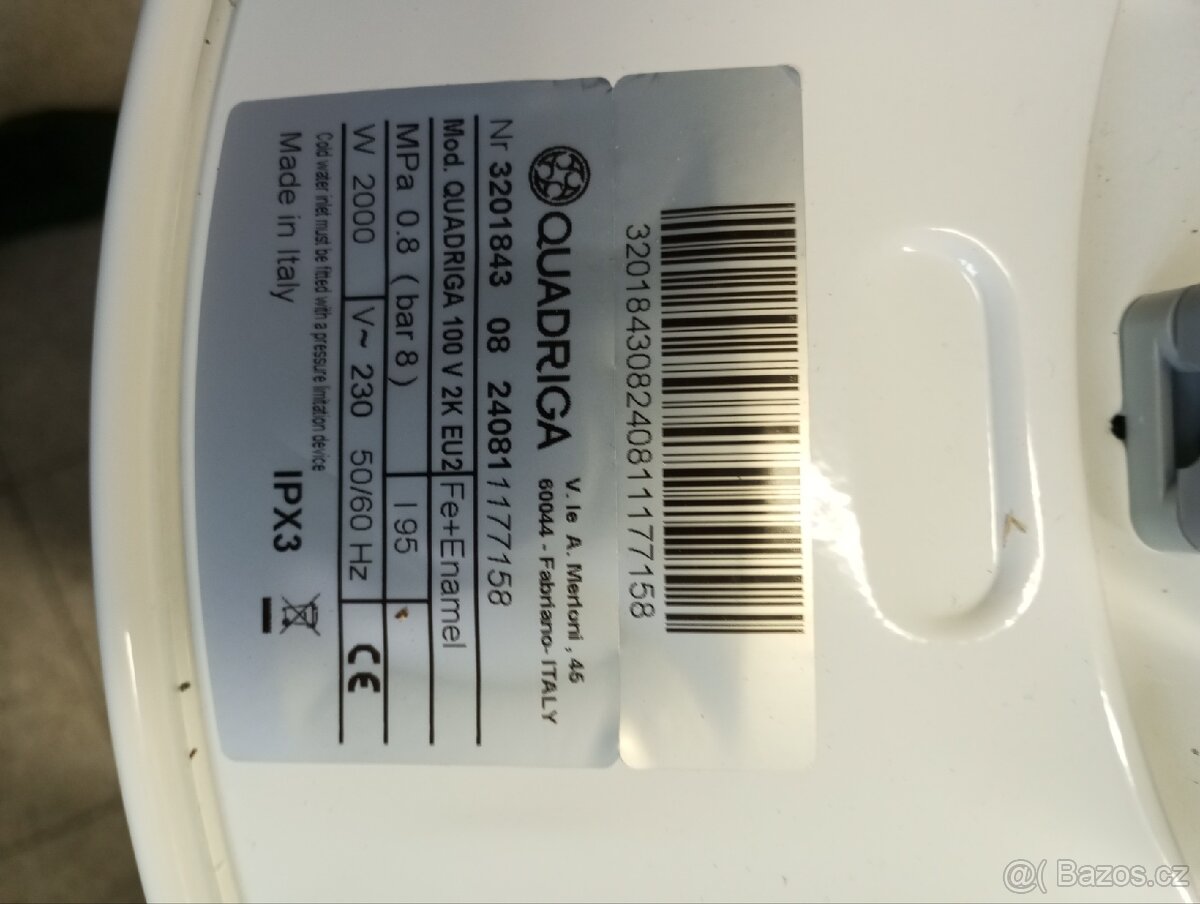 32018430824081177158
QUADRIGA
V. le A. Merloni , 45
60044 - Fabriano- ITALY
Nr 3201843 08 24081177158
Mod. QUADRIGA 100 V 2K EU2 Fe+Enamel
MPa 0.8 ( bar 8 ) l 95
W 2000 V~ 230 50/60 Hz CE
Cold water inlet must be fitted with a pressure limitation device
Made in Italy IPX3
@( Bazos.cz